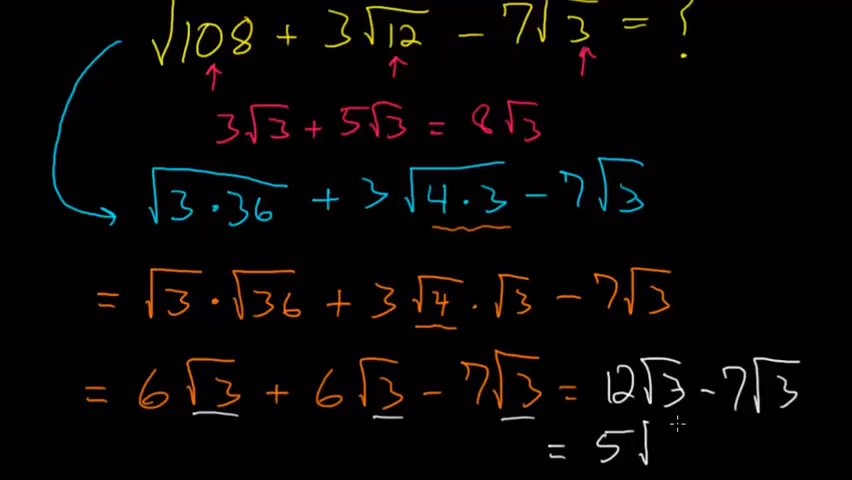 √108 + 3√12 - 7√3 = ?
3√3 + 5√3 = 8√3
√3·36 + 3√4·3 - 7√3
= √3·√36 + 3√4·√3 - 7√3
= 6√3 + 6√3 - 7√3 = 12√3 - 7√3
= 5√